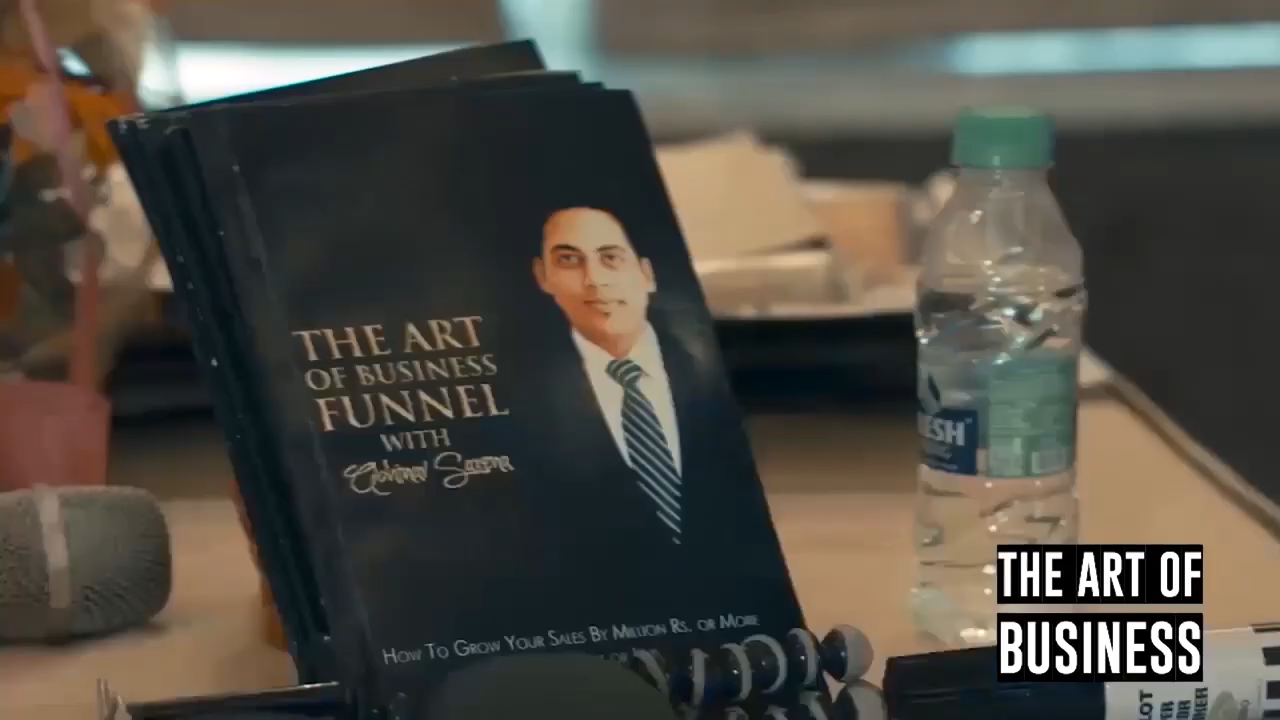 THE ART
OF BUSINESS
FUNNEL
WITH
HOW TO GROW YOUR SALES BY MILLION RS. OR MORE
ESH
THE ART OF
BUSINESS